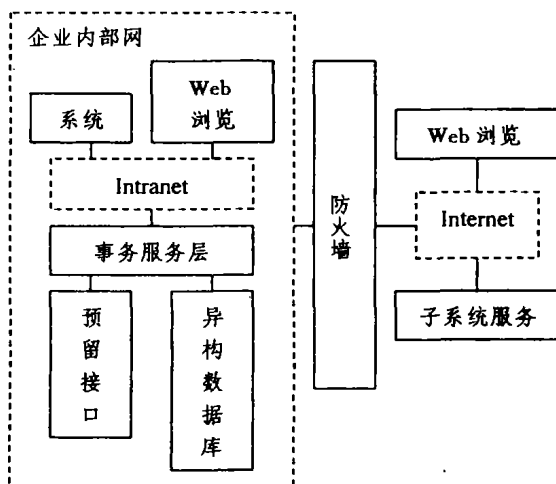 企业内部网
系统
Web
浏览
Intranet
事务服务层
预留接口
异构数据库
防火墙
Web 浏览
Internet
子系统服务